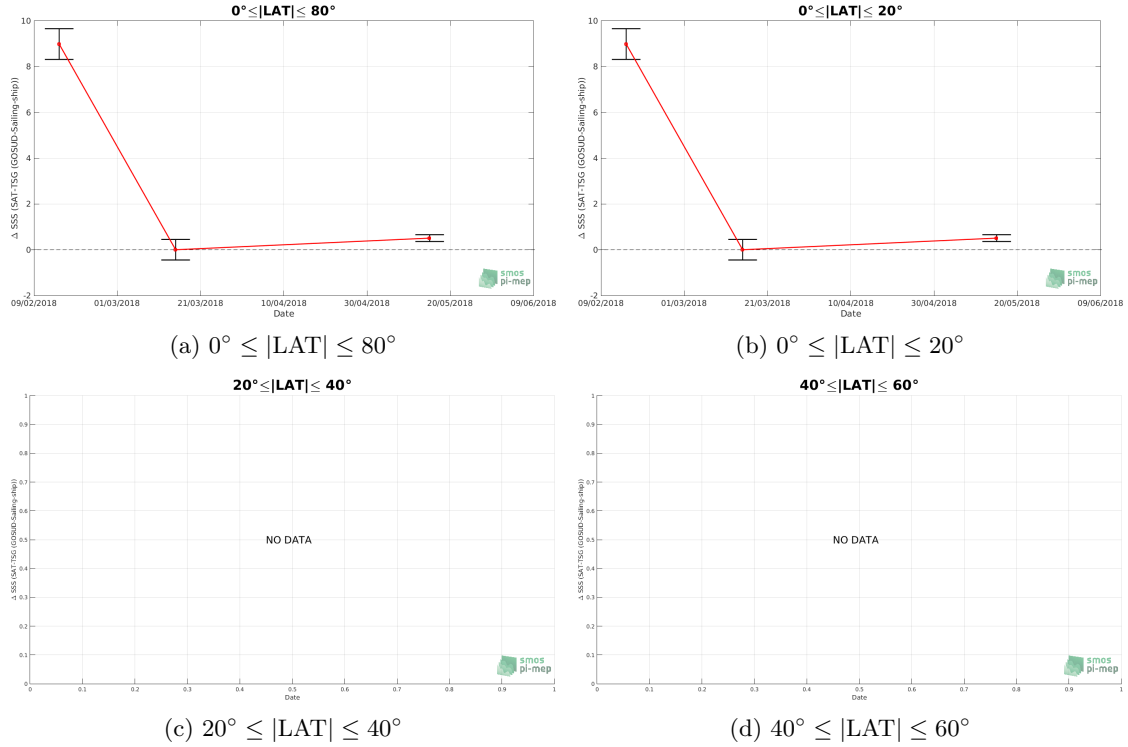 0°≤|LAT|≤ 80°
10
8
6
4
2
0
-2
Δ SSS (SAT-TSG (GOSUD-Sailing-ship))
09/02/2018 01/03/2018 21/03/2018 10/04/2018 30/04/2018 20/05/2018 09/06/2018
Date
smos
pi-mep
(a) 0° ≤ |LAT| ≤ 80°
0°≤|LAT|≤ 20°
10
8
6
4
2
0
-2
Δ SSS (SAT-TSG (GOSUD-Sailing-ship))
09/02/2018 01/03/2018 21/03/2018 10/04/2018 30/04/2018 20/05/2018 09/06/2018
Date
smos
pi-mep
(b) 0° ≤ |LAT| ≤ 20°
20°≤|LAT|≤ 40°
1
0.9
0.8
0.7
0.6
0.5
0.4
0.3
0.2
0.1
0
Δ SSS (SAT-TSG (GOSUD-Sailing-ship))
NO DATA
0 0.1 0.2 0.3 0.4 0.5 0.6 0.7 0.8 0.9 1
Date
smos
pi-mep
(c) 20° ≤ |LAT| ≤ 40°
40°≤|LAT|≤ 60°
1
0.9
0.8
0.7
0.6
0.5
0.4
0.3
0.2
0.1
0
Δ SSS (SAT-TSG (GOSUD-Sailing-ship))
NO DATA
0 0.1 0.2 0.3 0.4 0.5 0.6 0.7 0.8 0.9 1
Date
smos
pi-mep
(d) 40° ≤ |LAT| ≤ 60°